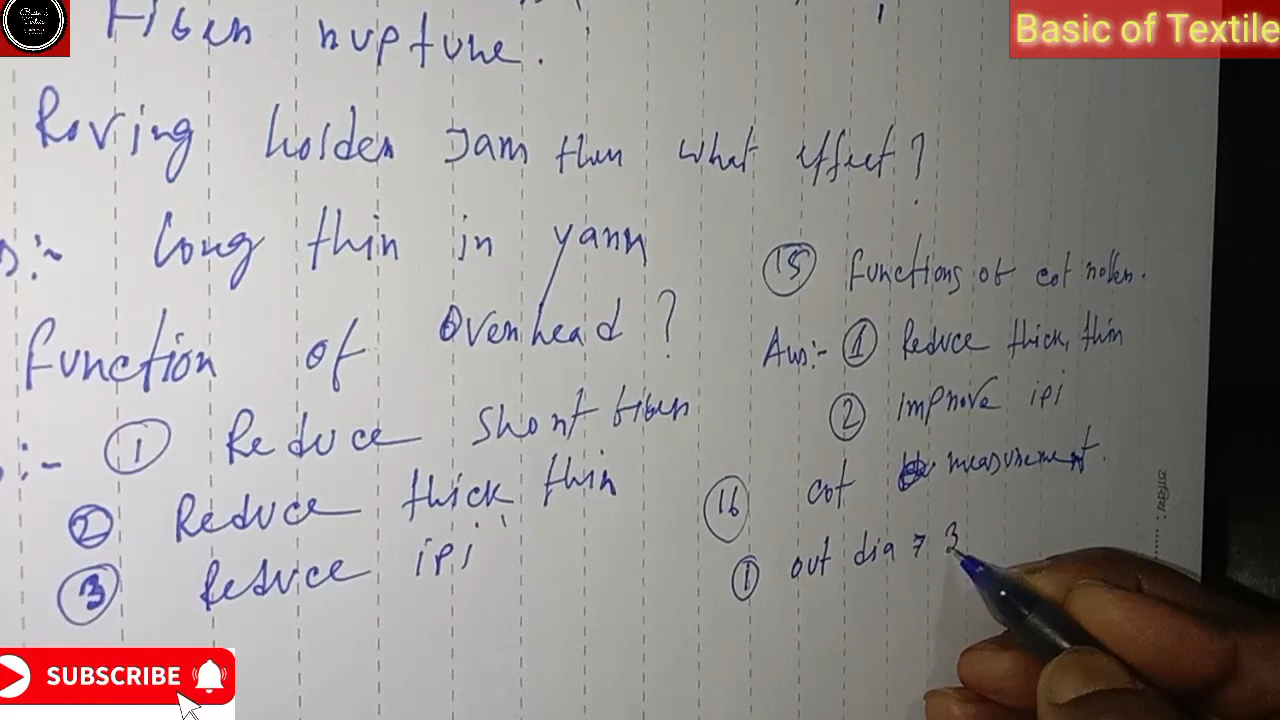 Basic of Textile
Fiber rupture.
Roving holder Jam then what effect?
Long thin in yarn
function of Overhead?
① Reduce short fiber
② Reduce thick thin
③ Reduce ipi
⑮ functions of cot roller.
Ans:- ① Reduce thick, thin
② improve ipi
⑯ cot measurement.
① out dia → 3
SUBSCRIBE